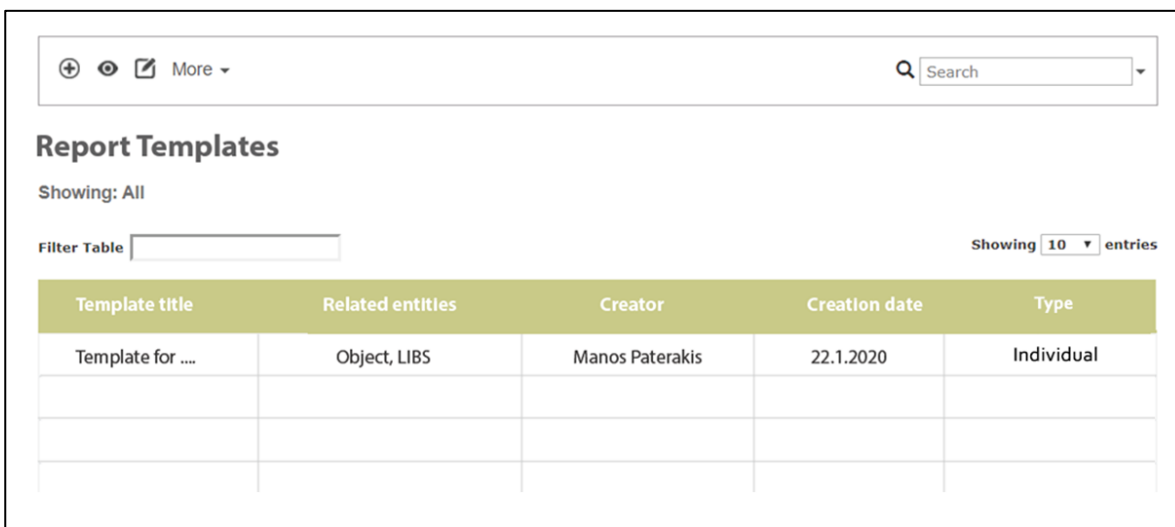 More
Search
Report Templates
Showing: All
Filter Table
Showing 10 entries
Template title Related entities Creator Creation date Type
Template for .... Object, LIBS Manos Paterakis 22.1.2020 Individual